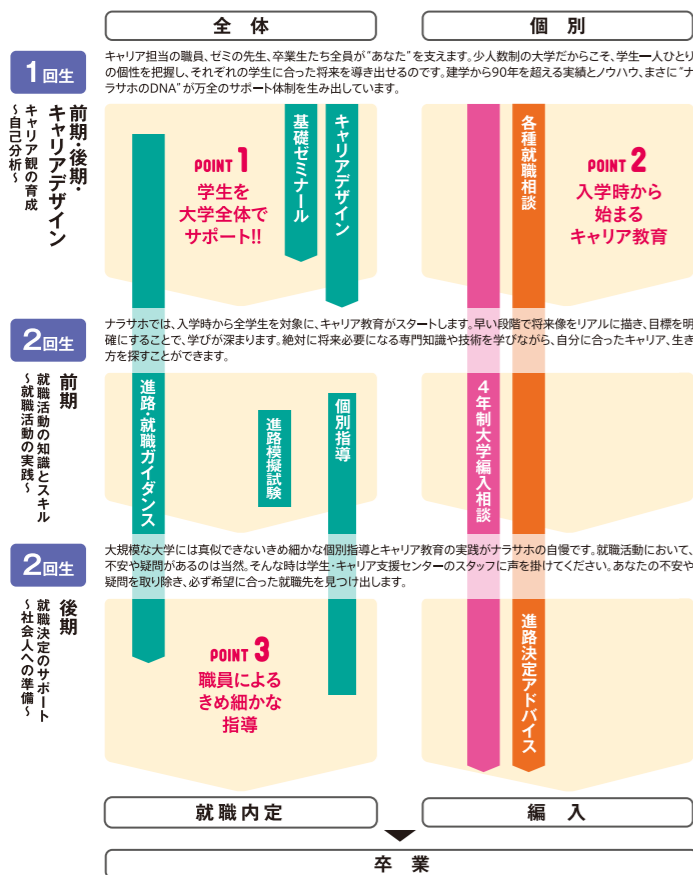 全体
個別
1回生
前期・後期・
キャリアデザイン
キャリア観の育成
～自己分析～
キャリア担当の職員、ゼミの先生、卒業生たち全員が“あなた”を支えます。少人数制の大学だからこそ、学生一人ひとり
の個性を把握し、それぞれの学生に合った将来を導き出せるのです。建学から90年を超える実績とノウハウ、まさに“ナ
ラサホのDNA”が万全のサポート体制を生み出しています。
POINT 1
学生を
大学全体で
サポート!!
基礎ゼミナール
キャリアデザイン
各種就職相談
POINT 2
入学時から
始まる
キャリア教育
2回生
前期
就職活動の知識とスキル
～就職活動の実践～
ナラサホでは、入学時から全学生を対象に、キャリア教育がスタートします。早い段階で将来像をリアルに描き、目標を明
確にすることで、学びが深まります。絶対に将来必要になる専門知識や技術を学びながら、自分に合ったキャリア、生き
方を探すことができます。
進路・就職ガイダンス
進路模擬試験
個別指導
4年制大学編入相談
2回生
後期
就職決定のサポート
～社会人への準備～
大規模な大学には真似できないきめ細かな個別指導とキャリア教育の実践がナラサホの自慢です。就職活動において、
不安や疑問があるのは当然。そんな時は学生・キャリア支援センターのスタッフに声を掛けてください。あなたの不安や
疑問を取り除き、必ず希望に合った就職先を見つけ出します。
POINT 3
職員による
きめ細かな
指導
進路決定アドバイス
就職内定
編入
卒業